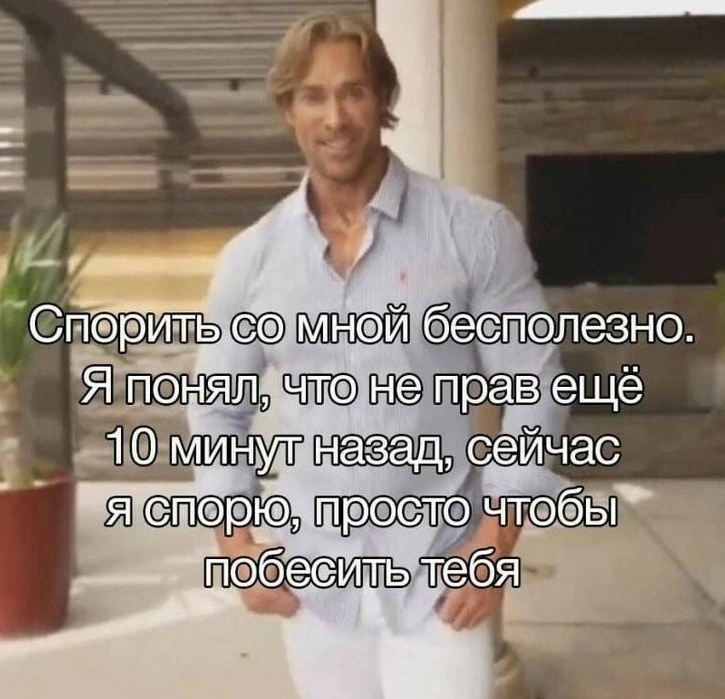 Спорить со мной бесполезно.
Я понял, что не прав ещё
10 минут назад, сейчас
я спорю, просто чтобы
побесить тебя